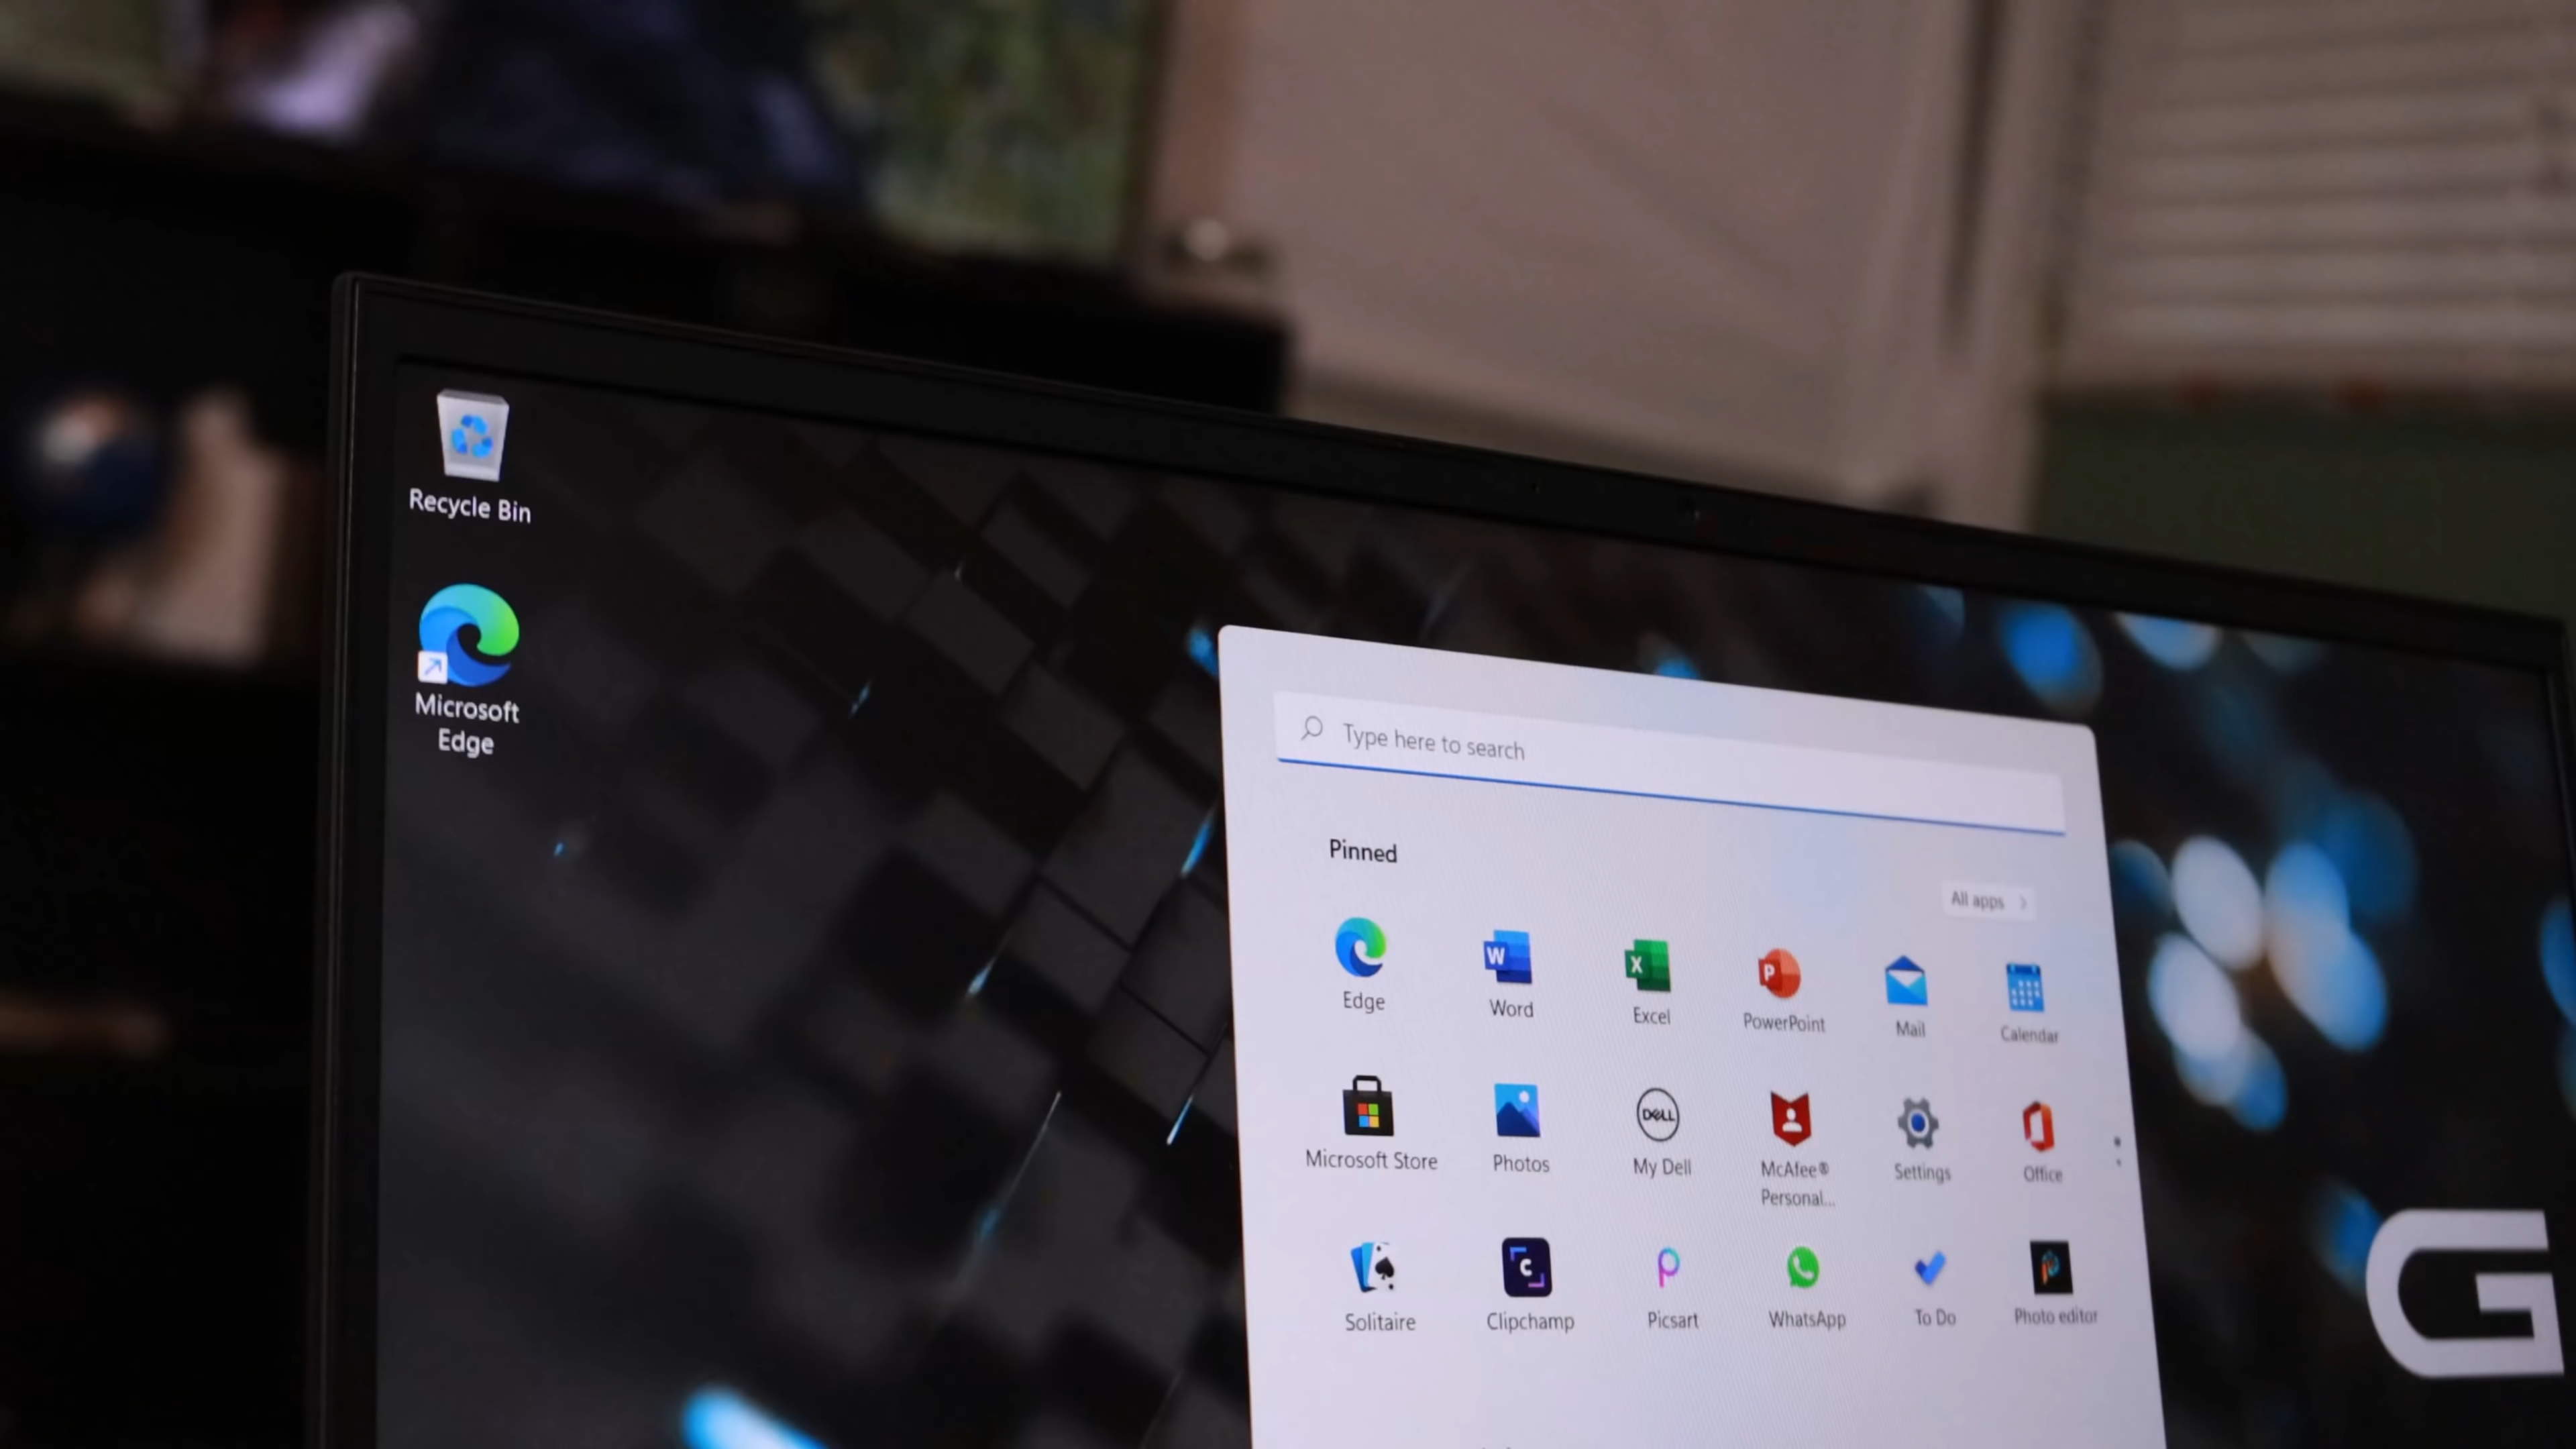 Recycle Bin
Microsoft
Edge
Type here to search
Pinned
All apps
Edge
Word
Excel
PowerPoint
Mail
Calendar
Microsoft Store
Photos
DELL
My Dell
McAfee®
Personal...
Settings
Office
Solitaire
Clipchamp
Picsart
WhatsApp
To Do
Photo editor
G